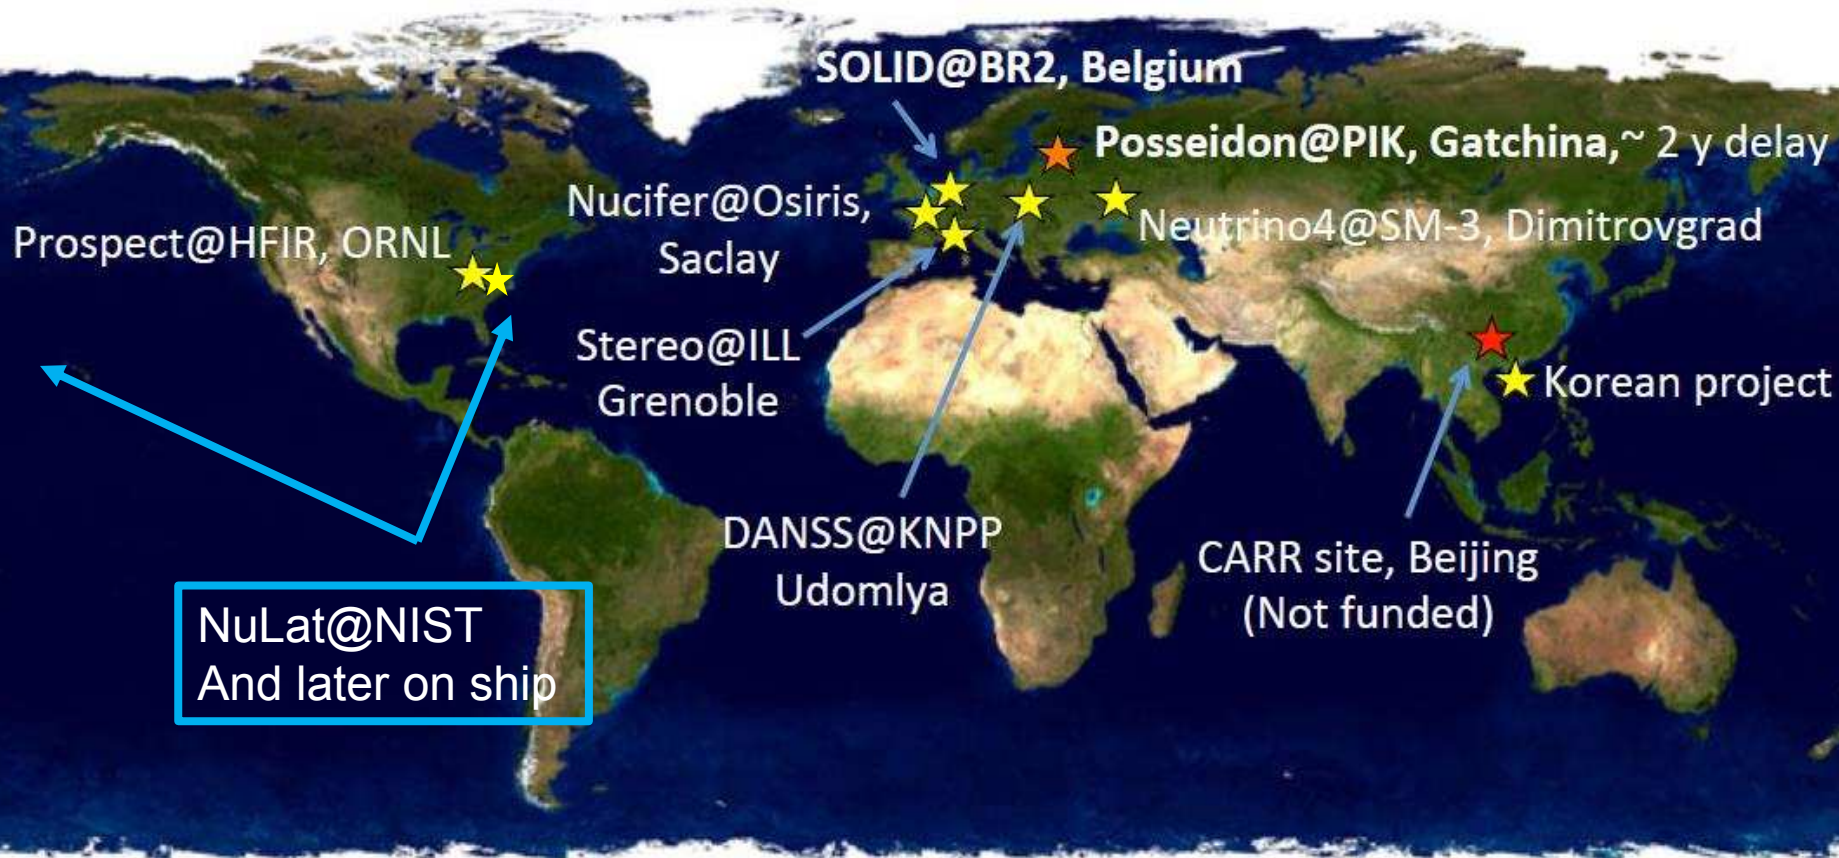 SOLID@BR2, Belgium
Posseidon@PIK, Gatchina,~ 2 y delay
Nucifer@Osiris,
Saclay
Neutrino4@SM-3, Dimitrovgrad
Prospect@HFIR, ORNL
Stereo@ILL
Grenoble
Korean project
DANSS@KNPP
Udomlya
CARR site, Beijing
(Not funded)
NuLat@NIST
And later on ship